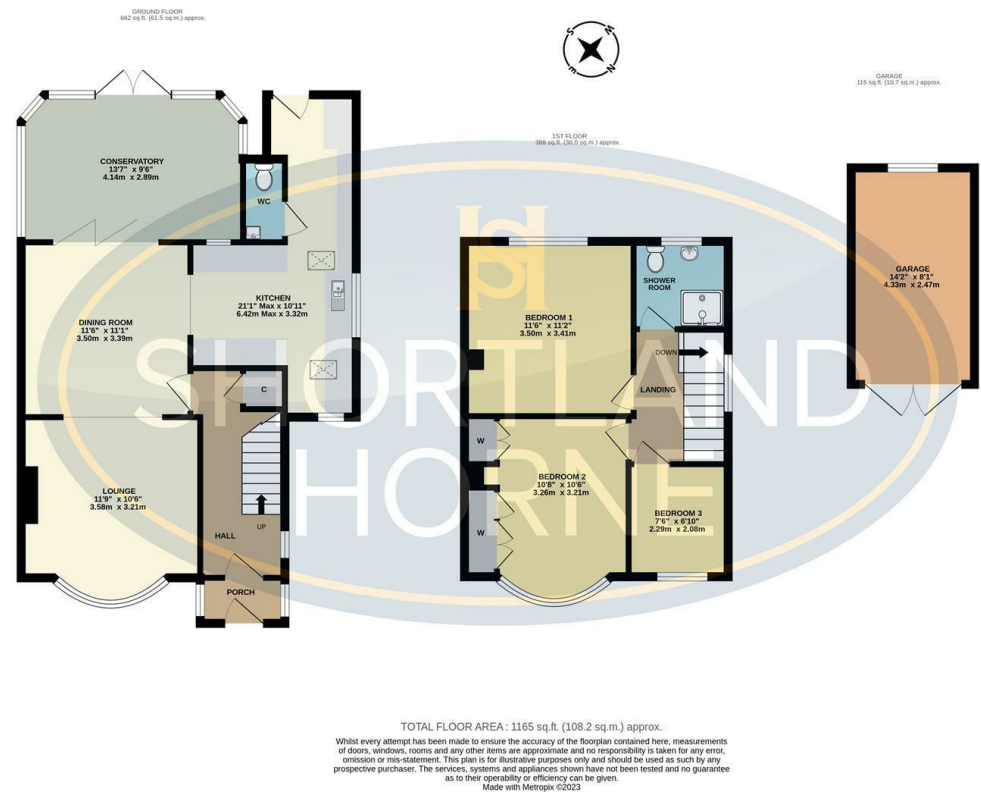 GROUND FLOOR
662 sq.ft. (61.5 sq.m.) approx.
S
W
N
E
GARAGE
115 sq.ft. (10.7 sq.m.) approx.
1ST FLOOR
388 sq.ft. (36.0 sq.m.) approx.
CONSERVATORY
13'7" x 9'6"
4.14m x 2.89m
WC
KITCHEN
21'1" Max x 10'11"
6.42m Max x 3.32m
DINING ROOM
11'6" x 11'1"
3.50m x 3.39m
C
LOUNGE
11'9" x 10'6"
3.58m x 3.21m
UP
HALL
PORCH
SHOWER
ROOM
BEDROOM 1
11'6" x 11'2"
3.50m x 3.41m
DOWN
LANDING
W
BEDROOM 2
10'8" x 10'6"
3.26m x 3.21m
W
BEDROOM 3
7'6" x 6'10"
2.29m x 2.08m
GARAGE
14'2" x 8'1"
4.33m x 2.47m
SH
SHORTLAND
HORNE
TOTAL FLOOR AREA : 1165 sq.ft. (108.2 sq.m.) approx.
Whilst every attempt has been made to ensure the accuracy of the floorplan contained here, measurements
of doors, windows, rooms and any other items are approximate and no responsibility is taken for any error,
omission or mis-statement. This plan is for illustrative purposes only and should be used as such by any
prospective purchaser. The services, systems and appliances shown have not been tested and no guarantee
as to their operability or efficiency can be given.
Made with Metropix ©2023